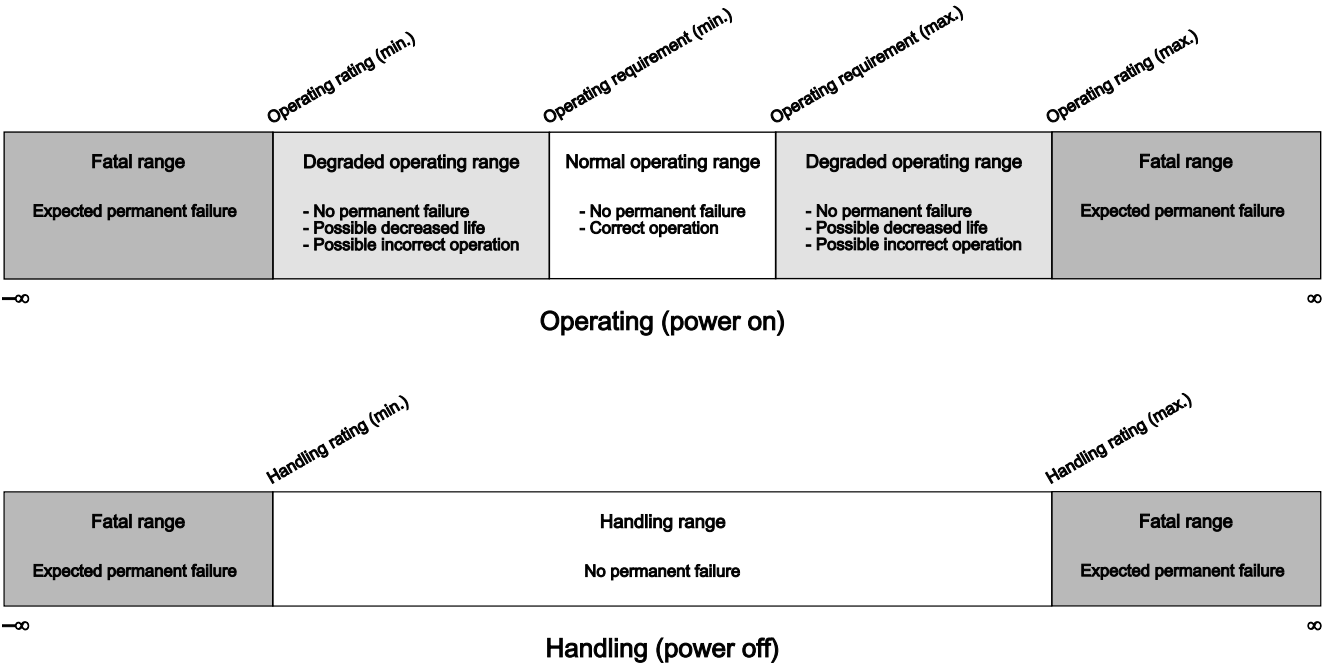 Operating rating (min.)
Operating requirement (min.)
Operating requirement (max.)
Operating rating (max.)
Fatal range
Expected permanent failure
Degraded operating range
- No permanent failure
- Possible decreased life
- Possible incorrect operation
Normal operating range
- No permanent failure
- Correct operation
Degraded operating range
- No permanent failure
- Possible decreased life
- Possible incorrect operation
Fatal range
Expected permanent failure
–∞
∞
Operating (power on)
Handling rating (min.)
Handling rating (max.)
Fatal range
Expected permanent failure
Handling range
No permanent failure
Fatal range
Expected permanent failure
–∞
∞
Handling (power off)